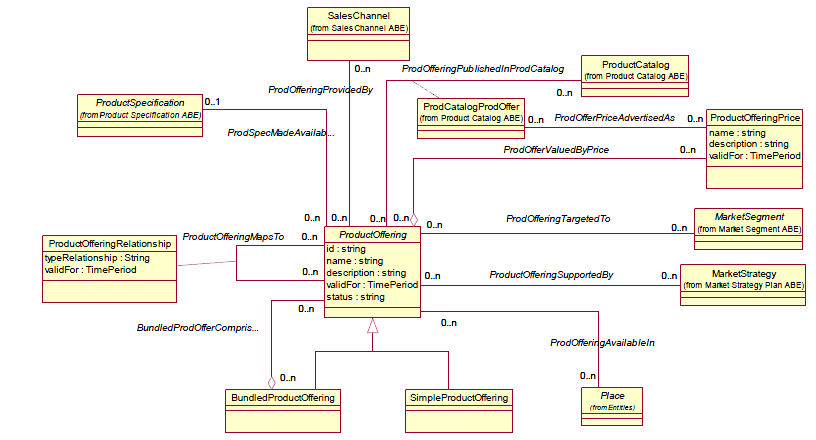 SalesChannel
(from Sales Channel ABE)
0..n
ProdOfferingPublishedInProdCatalog
ProductCatalog
(from Product Catalog ABE)
0..n
ProdOfferingProvidedBy
ProductSpecification
(from Product Specification ABE)
0..1
ProdCatalogProdOffer
(from Product Catalog ABE)
0..n
ProdOfferPriceAdvertisedAs
0..n
ProductOfferingPrice
name : string
description : string
validFor : TimePeriod
ProdSpecMadeAvailab...
ProdOfferValuedByPrice
0..n
0..n
0..n
0..n
0..n
0..n
ProdOfferingTargetedTo
0..n
MarketSegment
(from Market Segment ABE)
ProductOfferingRelationship
typeRelationship : String
validFor : TimePeriod
ProductOfferingMapsTo
0..n
0..n
ProductOffering
id : string
name : string
description : string
validFor : TimePeriod
status : string
0..n
ProductOfferingSupportedBy
0..n
MarketStrategy
(from Market Strategy Plan ABE)
0..n
BundledProdOfferCompris...
0..n
0..n
ProdOfferingAvailableIn
0..n
BundledProductOffering
SimpleProductOffering
Place
(from Entities)